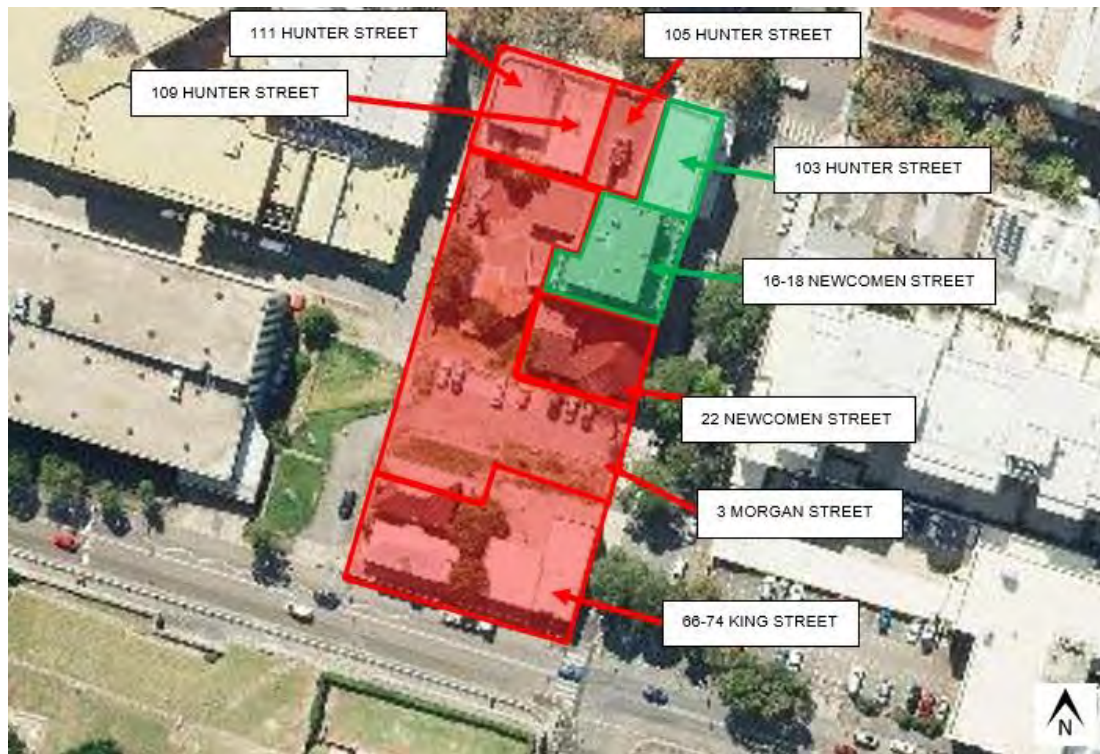 111 HUNTER STREET
105 HUNTER STREET
109 HUNTER STREET
103 HUNTER STREET
16-18 NEWCOMEN STREET
22 NEWCOMEN STREET
3 MORGAN STREET
66-74 KING STREET
N